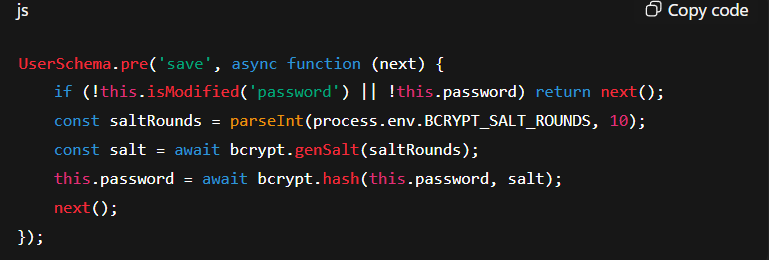 js
Copy code
UserSchema.pre('save', async function (next) {
    if (!this.isModified('password') || !this.password) return next();
    const saltRounds = parseInt(process.env.BCRYPT_SALT_ROUNDS, 10);
    const salt = await bcrypt.genSalt(saltRounds);
    this.password = await bcrypt.hash(this.password, salt);
    next();
});